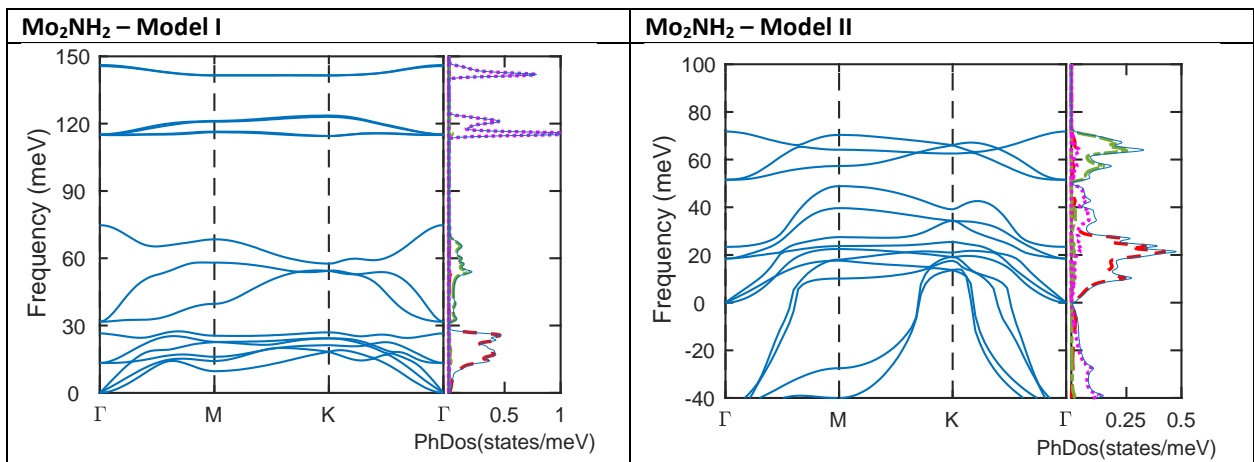 Mo₂NH₂ – Model I
Mo₂NH₂ – Model II
Frequency (meV)
150
120
90
60
30
0
Γ M K Γ 0.5 1
PhDos(states/meV)
Frequency (meV)
100
80
60
40
20
0
-20
-40
Γ M K Γ 0.25 0.5
PhDos(states/meV)